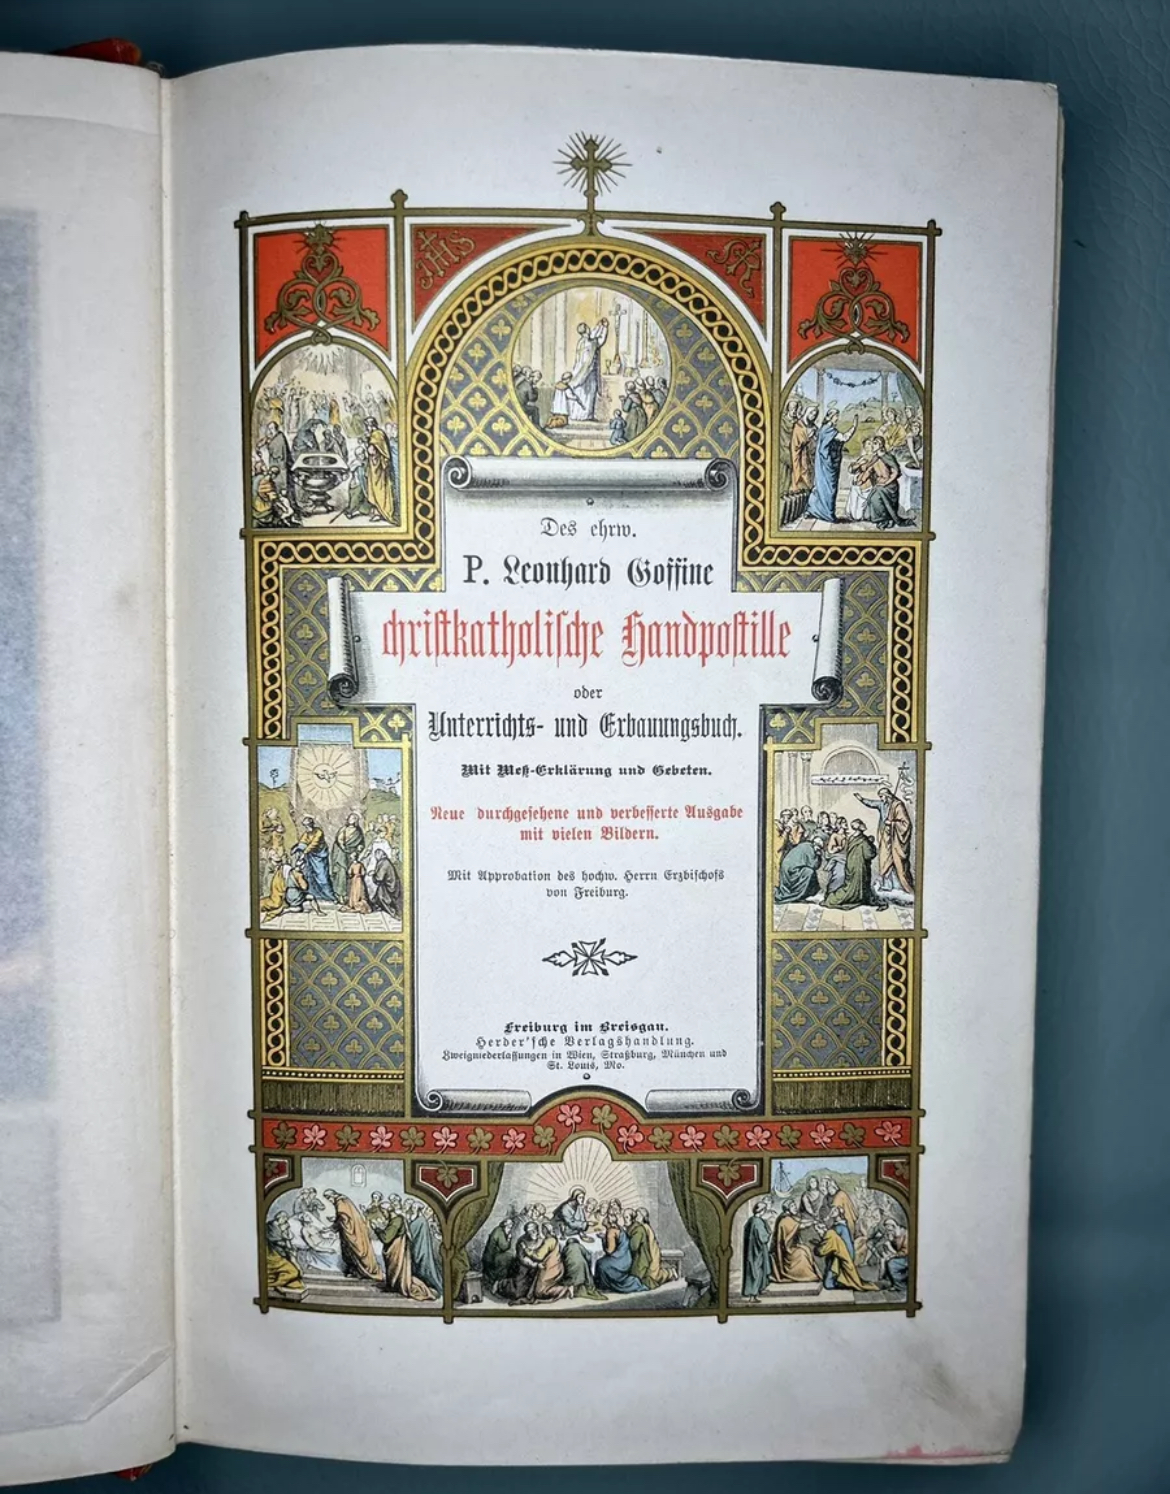 IHS
Des ehrw.
P. Leonhard Goffine
christkatholische Handpostille
oder
Unterrichts- und Erbauungsbuch.
Mit Meß-Erklärung und Gebeten.
Neue durchgesehene und verbesserte Ausgabe
mit vielen Bildern.
Mit Approbation des hochw. Herrn Erzbischofs
von Freiburg.
Freiburg im Breisgau.
Herder'sche Verlagshandlung.
Zweigniederlassungen in Wien, Straßburg, München und
St. Louis, Mo.